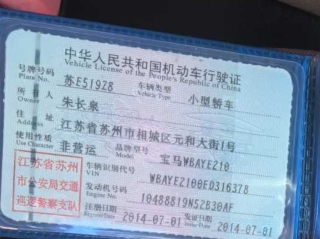 中华人民共和国机动车行驶证
Vehicle License of the People's Republic of China
号牌号码 苏E519Z8 车辆类型 小型轿车
Plate No. Vehicle Type
所有人 朱长泉
Owner
住址 江苏省苏州市相城区元和大街1号
Address
使用性质 非营运 品牌型号 宝马WBAYE210
Use Character Model
江苏省苏州 车辆识别代号 WBAYE2100ED316378
VIN
市公安局交通 发动机号码 10488819N52B30AF
Engine No.
巡逻警察支队 注册日期 2014-07-01 发证日期 2014-07-01